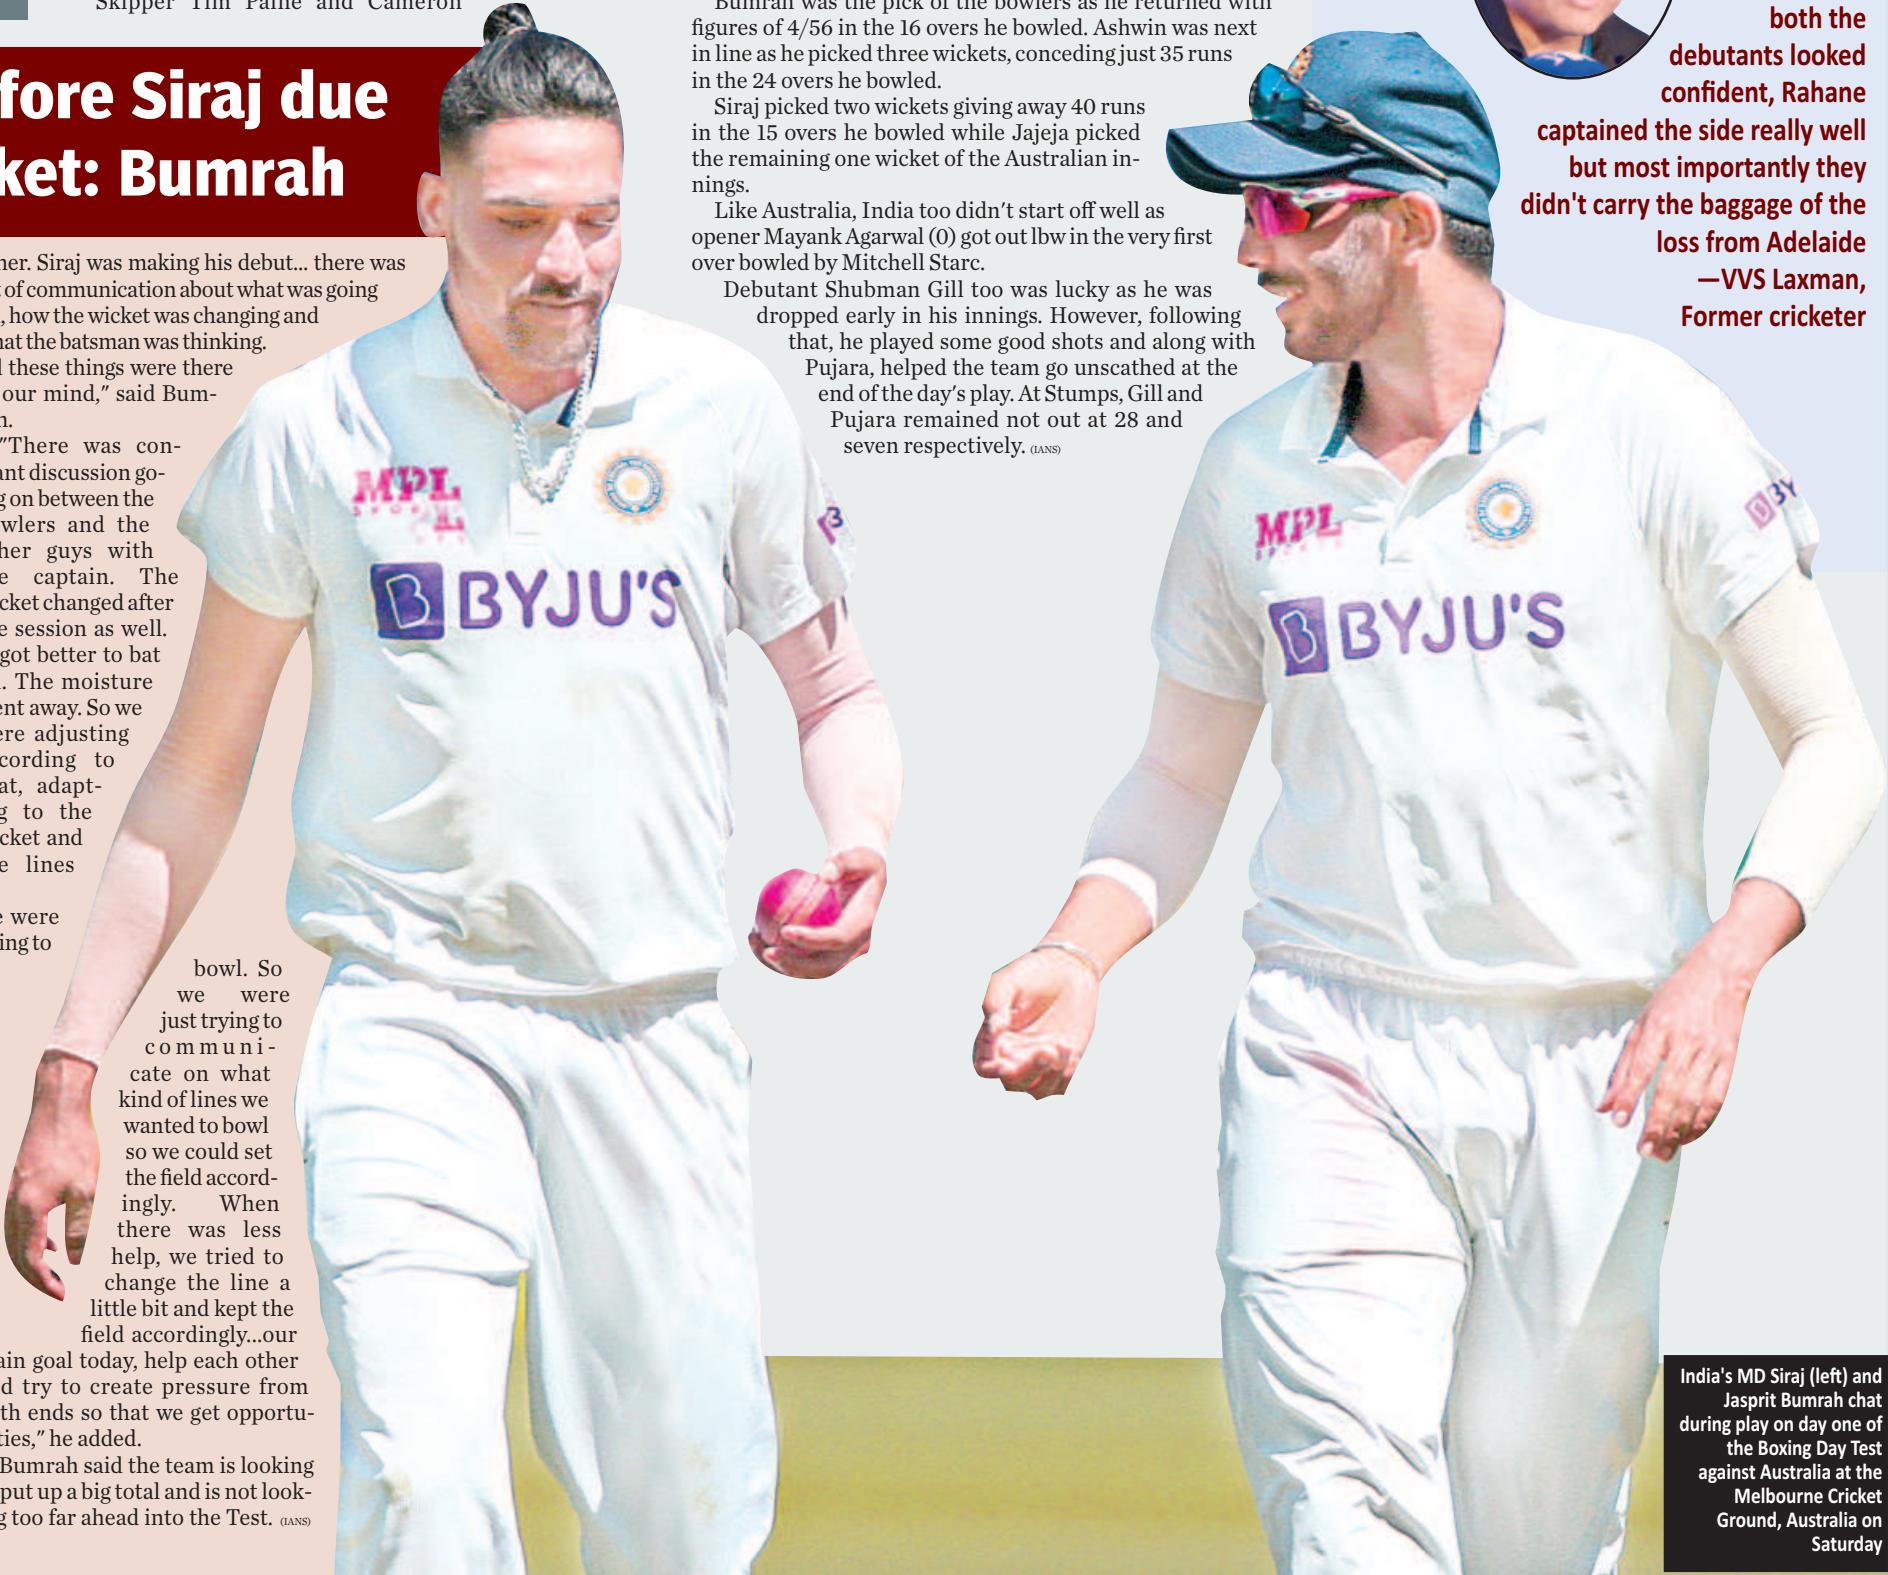 Skipper Tim Paine and Cameron
fore Siraj due
ket: Bumrah
her. Siraj was making his debut... there was
of communication about what was going
, how the wicket was changing and
hat the batsman was thinking.
these things were there
our mind," said Bum-
h.
"There was con-
ant discussion go-
g on between the
wlers and the
her guys with
e captain. The
cket changed after
e session as well.
got better to bat
. The moisture
ent away. So we
ere adjusting
cording to
at, adapt-
g to the
cket and
e lines
e were
ing to
bowl. So
we were
just trying to
communi-
cate on what
kind of lines we
wanted to bowl
so we could set
the field accord-
ingly. When
there was less
help, we tried to
change the line a
little bit and kept the
field accordingly...our
ain goal today, help each other
d try to create pressure from
th ends so that we get opportu-
ties," he added.
Bumrah said the team is looking
put up a big total and is not look-
g too far ahead into the Test. (IANS)
Bumrah was the pick of the bowlers as he returned with
figures of 4/56 in the 16 overs he bowled. Ashwin was next
in line as he picked three wickets, conceding just 35 runs
in the 24 overs he bowled.
Siraj picked two wickets giving away 40 runs
in the 15 overs he bowled while Jajeja picked
the remaining one wicket of the Australian in-
nings.
Like Australia, India too didn't start off well as
opener Mayank Agarwal (0) got out lbw in the very first
over bowled by Mitchell Starc.
Debutant Shubman Gill too was lucky as he was
dropped early in his innings. However, following
that, he played some good shots and along with
Pujara, helped the team go unscathed at the
end of the day's play. At Stumps, Gill and
Pujara remained not out at 28 and
seven respectively. (IANS)
both the
debutants looked
confident, Rahane
captained the side really well
but most importantly they
didn't carry the baggage of the
loss from Adelaide
—VVS Laxman,
Former cricketer
MPL
SPORTS
B BYJU'S
B
MPL
SPORTS
B BYJU'S
BY
India's MD Siraj (left) and
Jasprit Bumrah chat
during play on day one of
the Boxing Day Test
against Australia at the
Melbourne Cricket
Ground, Australia on
Saturday